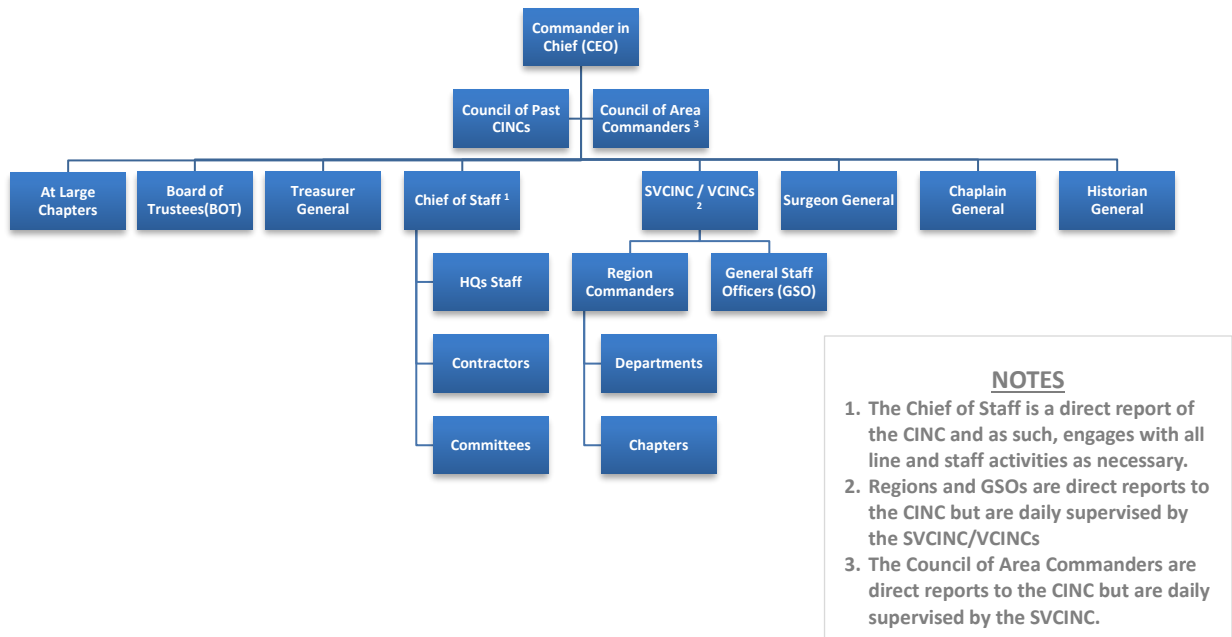 Commander in
Chief (CEO)
Council of Past
CINCs
Council of Area
Commanders ³
At Large
Chapters
Board of
Trustees(BOT)
Treasurer
General
Chief of Staff ¹
SVCINC / VCINCs
²
Surgeon General
Chaplain
General
Historian
General
HQs Staff
Region
Commanders
General Staff
Officers (GSO)
Contractors
Departments
Committees
Chapters
NOTES
1. The Chief of Staff is a direct report of
the CINC and as such, engages with all
line and staff activities as necessary.
2. Regions and GSOs are direct reports to
the CINC but are daily supervised by
the SVCINC/VCINCs
3. The Council of Area Commanders are
direct reports to the CINC but are daily
supervised by the SVCINC.